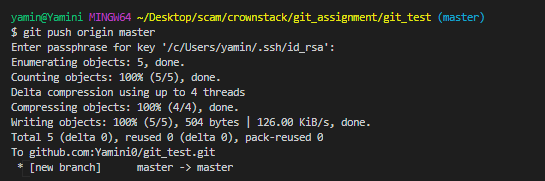 yamin@Yamini MINGW64 ~/Desktop/scam/crownstack/git_assignment/git_test (master)
$ git push origin master
Enter passphrase for key '/c/Users/yamin/.ssh/id_rsa':
Enumerating objects: 5, done.
Counting objects: 100% (5/5), done.
Delta compression using up to 4 threads
Compressing objects: 100% (4/4), done.
Writing objects: 100% (5/5), 504 bytes | 126.00 KiB/s, done.
Total 5 (delta 0), reused 0 (delta 0), pack-reused 0
To github.com:Yamini0/git_test.git
 * [new branch]      master -> master